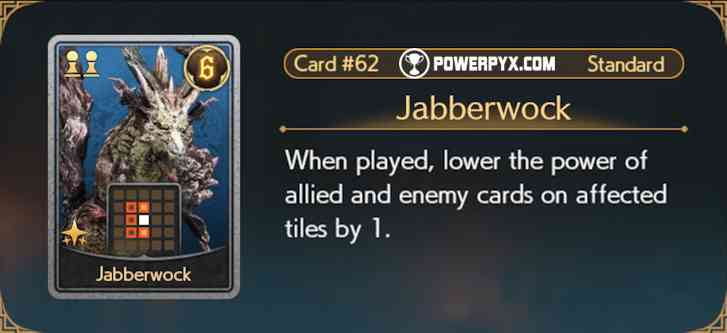 6
Jabberwock
Card #62 POWERPYX.COM Standard
Jabberwock
When played, lower the power of
allied and enemy cards on affected
tiles by 1.